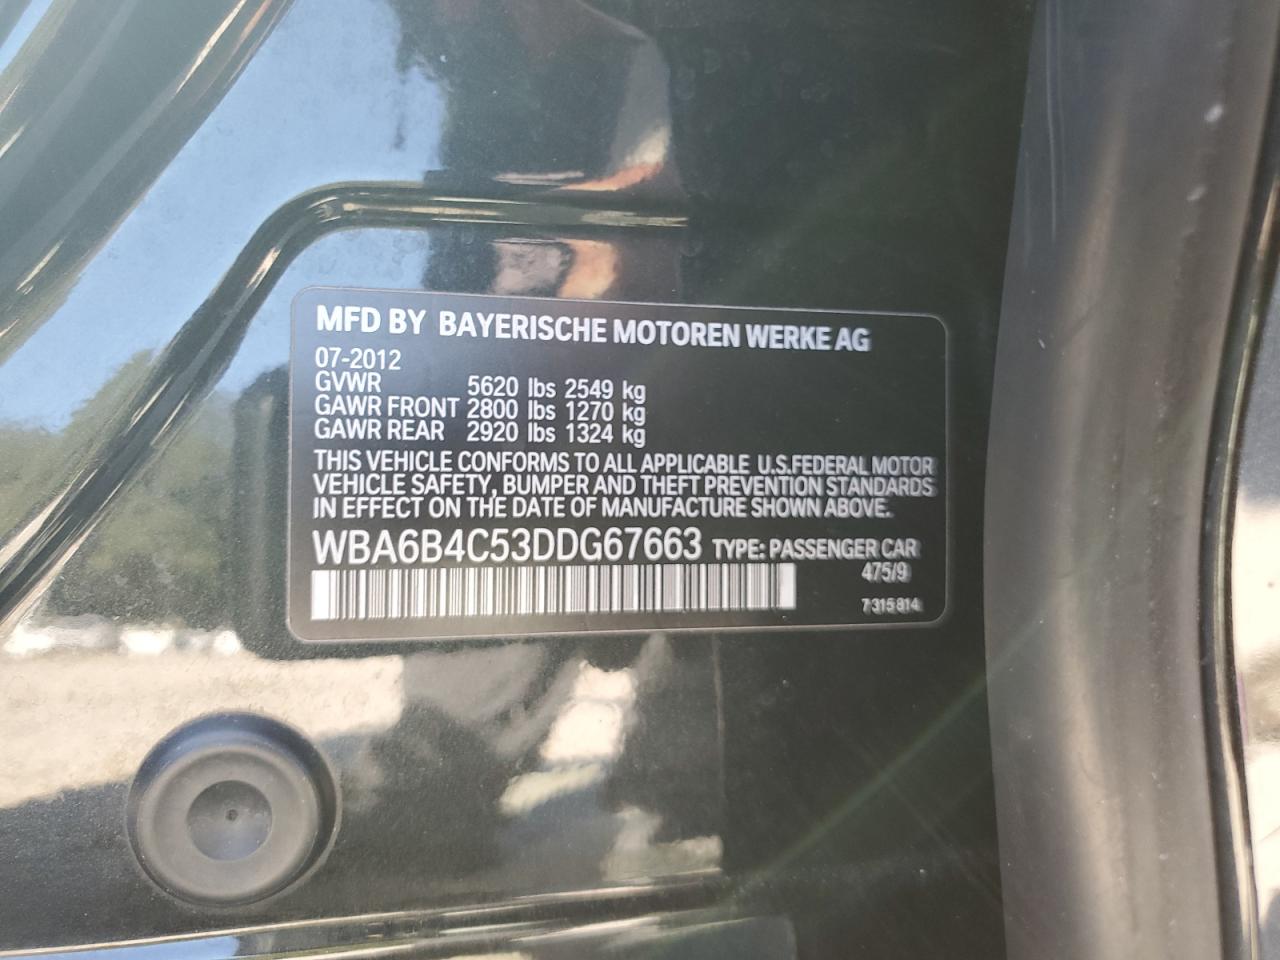 MFD BY BAYERISCHE MOTOREN WERKE AG
07-2012
GVWR 5620 lbs 2549 kg
GAWR FRONT 2800 lbs 1270 kg
GAWR REAR 2920 lbs 1324 kg
THIS VEHICLE CONFORMS TO ALL APPLICABLE U.S.FEDERAL MOTOR
VEHICLE SAFETY, BUMPER AND THEFT PREVENTION STANDARDS
IN EFFECT ON THE DATE OF MANUFACTURE SHOWN ABOVE.
WBA6B4C53DDG67663 TYPE: PASSENGER CAR
475/9
7 315 814